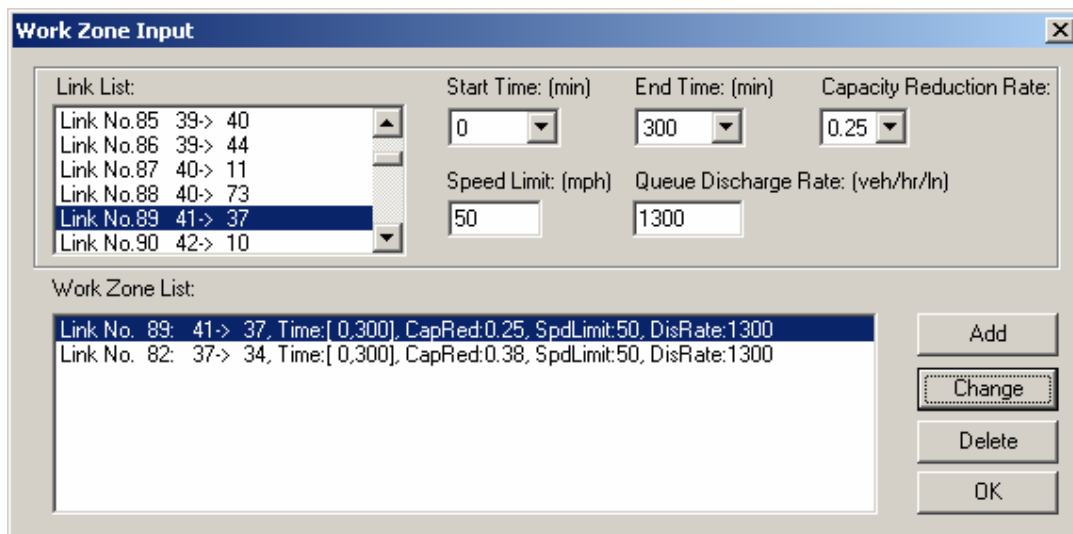 Work Zone Input
Link List:
Start Time: (min)
End Time: (min)
Capacity Reduction Rate:
Link No.85 39-> 40
Link No.86 39-> 44
Link No.87 40-> 11
Link No.88 40-> 73
Link No.89 41-> 37
Link No.90 42-> 10
0
300
0.25
Speed Limit: (mph)
Queue Discharge Rate: (veh/hr/ln)
50
1300
Work Zone List:
Link No. 89: 41-> 37, Time:[ 0,300], CapRed:0.25, SpdLimit:50, DisRate:1300
Link No. 82: 37-> 34, Time:[ 0,300], CapRed:0.38, SpdLimit:50, DisRate:1300
Add
Change
Delete
OK